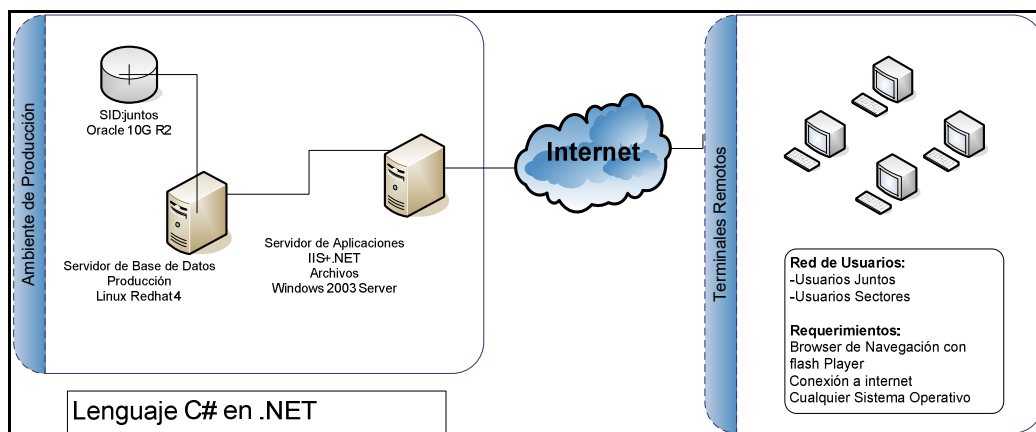 Ambiente de Producción
SID:juntos
Oracle 10G R2
Servidor de Base de Datos
Producción
Linux Redhat 4
Servidor de Aplicaciones
IIS+.NET
Archivos
Windows 2003 Server
Lenguaje C# en .NET
Internet
Terminales Remotos
Red de Usuarios:
-Usuarios Juntos
-Usuarios Sectores
Requerimientos:
Browser de Navegación con
flash Player
Conexión a internet
Cualquier Sistema Operativo